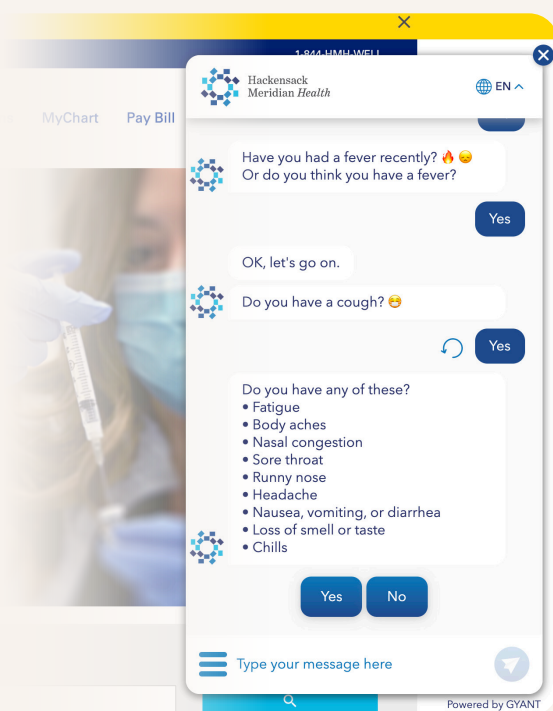 1-844-HMH-WELL
Hackensack
Meridian Health
EN
MyChart
Pay Bill
Have you had a fever recently? 🔥 😞
Or do you think you have a fever?
Yes
OK, let's go on.
Do you have a cough? 😷
Yes
Do you have any of these?
• Fatigue
• Body aches
• Nasal congestion
• Sore throat
• Runny nose
• Headache
• Nausea, vomiting, or diarrhea
• Loss of smell or taste
• Chills
Yes
No
Type your message here
Powered by GYANT